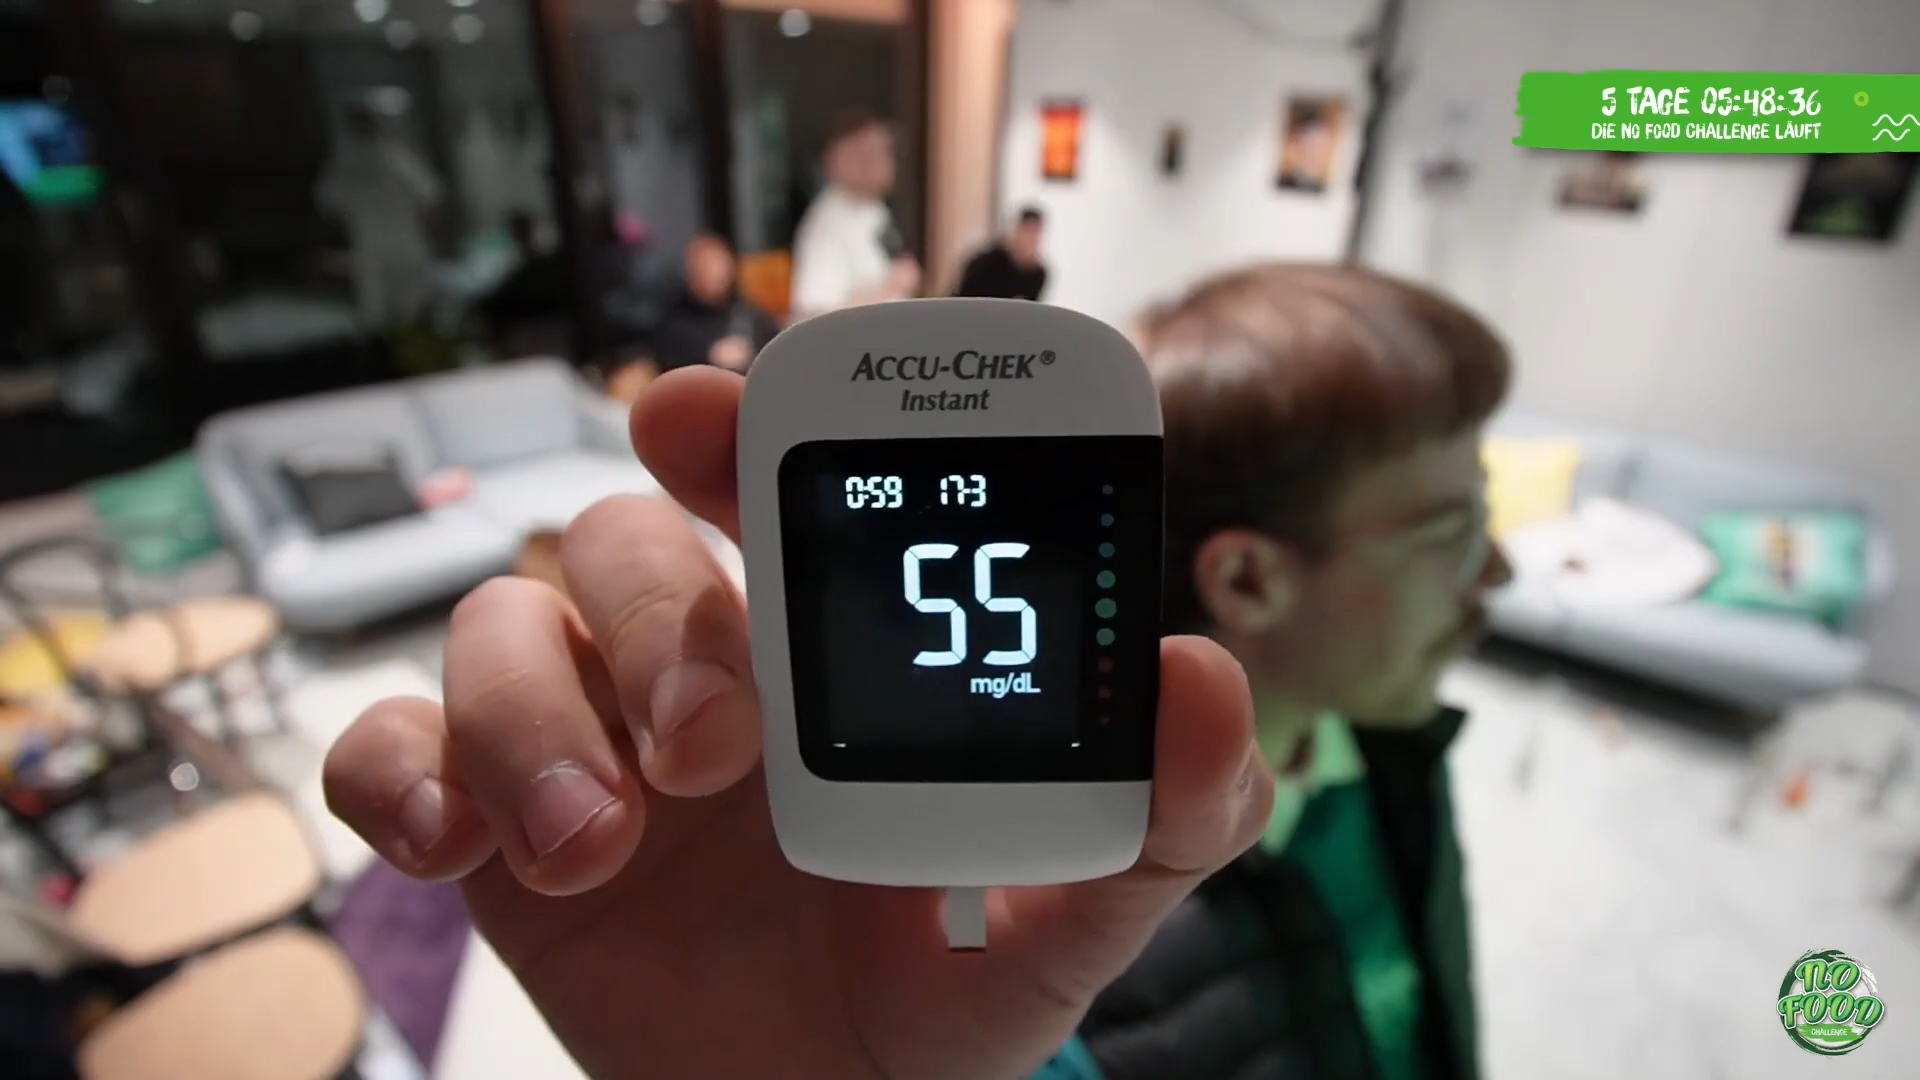 5 TAGE 05:48:36
DIE NO FOOD CHALLENGE LÄUFT
ACCU-CHEK®
Instant
0:59 17-3
55
mg/dL
NO
FOOD
CHALLENGE